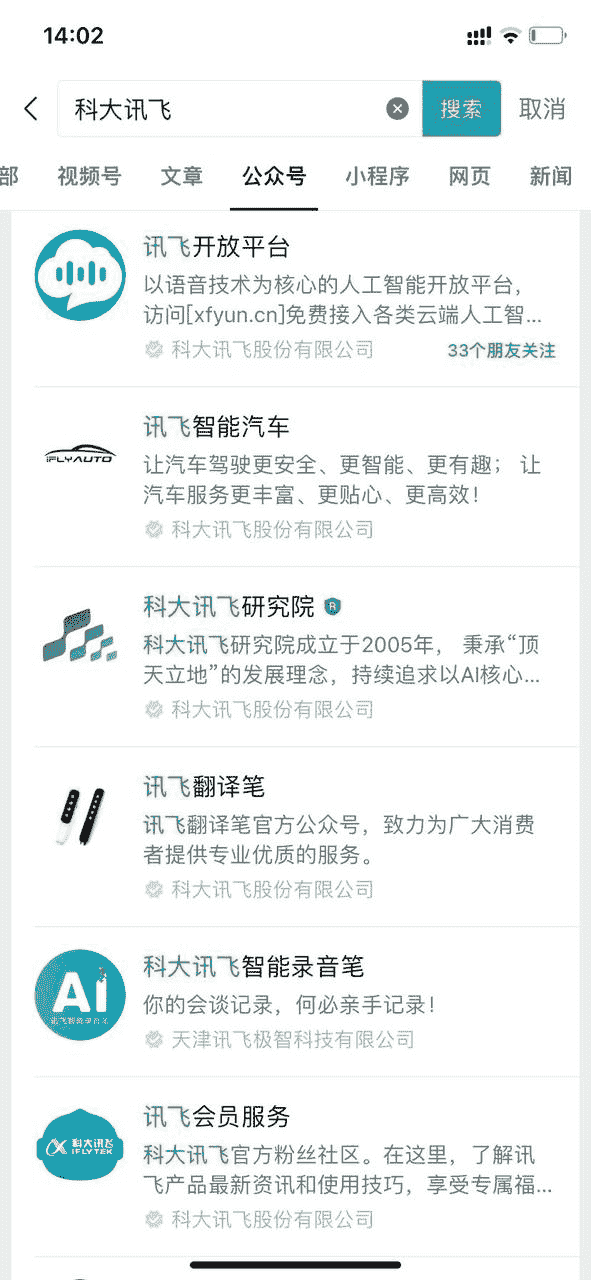 14:02
科大讯飞
搜索
取消
部
视频号
文章
公众号
小程序
网页
新闻
讯飞开放平台
以语音技术为核心的人工智能开放平台，
访问[xfyun.cn]免费接入各类云端人工智...
科大讯飞股份有限公司
33个朋友关注
讯飞智能汽车
iFLYAUTO
让汽车驾驶更安全、更智能、更有趣； 让
汽车服务更丰富、更贴心、更高效！
科大讯飞股份有限公司
科大讯飞研究院
R
科大讯飞研究院成立于2005年， 秉承“顶
天立地”的发展理念，持续追求以AI核心...
科大讯飞股份有限公司
讯飞翻译笔
讯飞翻译笔官方公众号，致力为广大消费
者提供专业优质的服务。
科大讯飞股份有限公司
科大讯飞智能录音笔
AI
讯飞智能录音笔
你的会谈记录，何必亲手记录！
天津讯飞极智科技有限公司
讯飞会员服务
科大讯飞
iFLYTEK
科大讯飞官方粉丝社区。在这里，了解讯
飞产品最新资讯和使用技巧，享受专属福...
科大讯飞股份有限公司